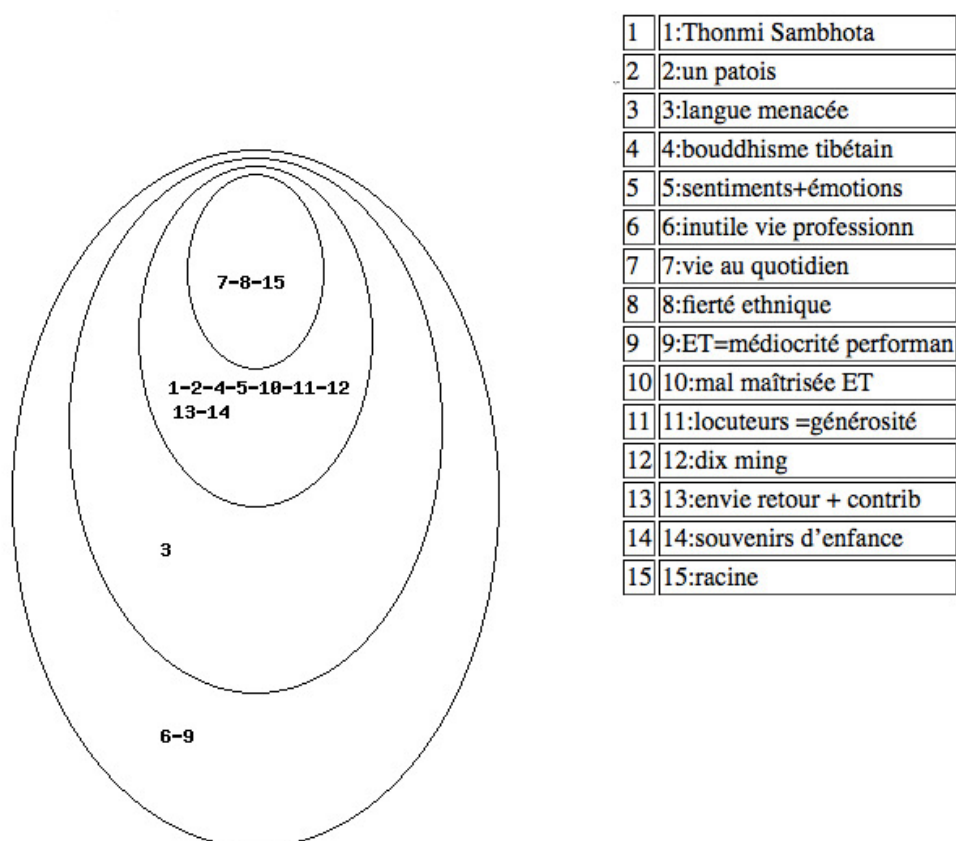 7-8-15
1-2-4-5-10-11-12
13-14
3
6-9
1 1:Thonmi Sambhota
2 2:un patois
3 3:langue menacée
4 4:bouddhisme tibétain
5 5:sentiments+émotions
6 6:inutile vie professionn
7 7:vie au quotidien
8 8:fierté ethnique
9 9:ET=médiocrité performan
10 10:mal maîtrisée ET
11 11:locuteurs =générosité
12 12:dix ming
13 13:envie retour + contrib
14 14:souvenirs d’enfance
15 15:racine